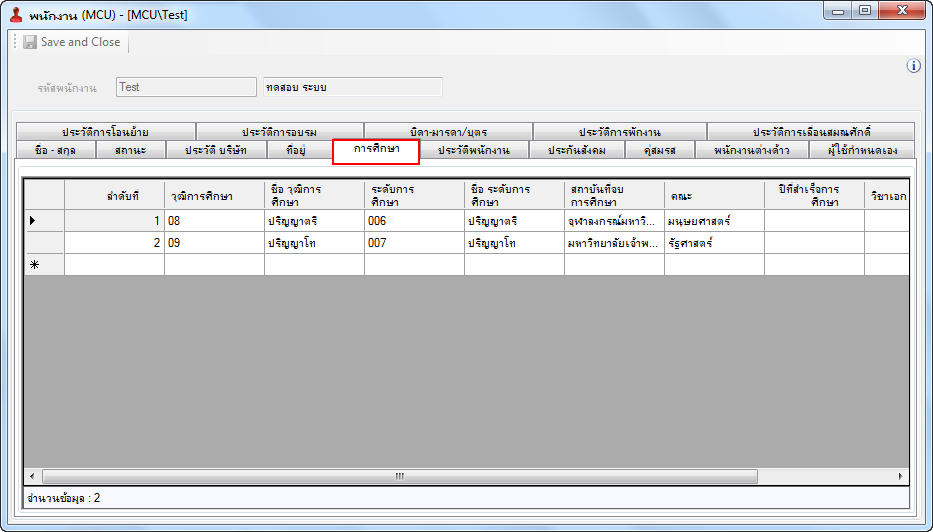 พนักงาน (MCU) - [MCU\Test]
Save and Close
รหัสพนักงาน Test ทดสอบ ระบบ
ประวัติการโอนย้าย ประวัติการอบรม บิดา-มารดา/บุตร ประวัติการพักงาน ประวัติการเลื่อนสมณศักดิ์
ชื่อ - สกุล สถานะ ประวัติ บริษัท ที่อยู่ การศึกษา ประวัติพนักงาน ประกันสังคม คู่สมรส พนักงานต่างด้าว ผู้ใช้กำหนดเอง
ลำดับที่ วุฒิการศึกษา ชื่อ วุฒิการศึกษา ระดับการศึกษา ชื่อ ระดับการศึกษา สถาบันที่จบการศึกษา คณะ ปีที่สำเร็จการศึกษา วิชาเอก
1 08 ปริญญาตรี 006 ปริญญาตรี จุฬาลงกรณ์มหาวิ... มนุษยศาสตร์
2 09 ปริญญาโท 007 ปริญญาโท มหาวิทยาลัยเจ้าพ... รัฐศาสตร์
จำนวนข้อมูล : 2